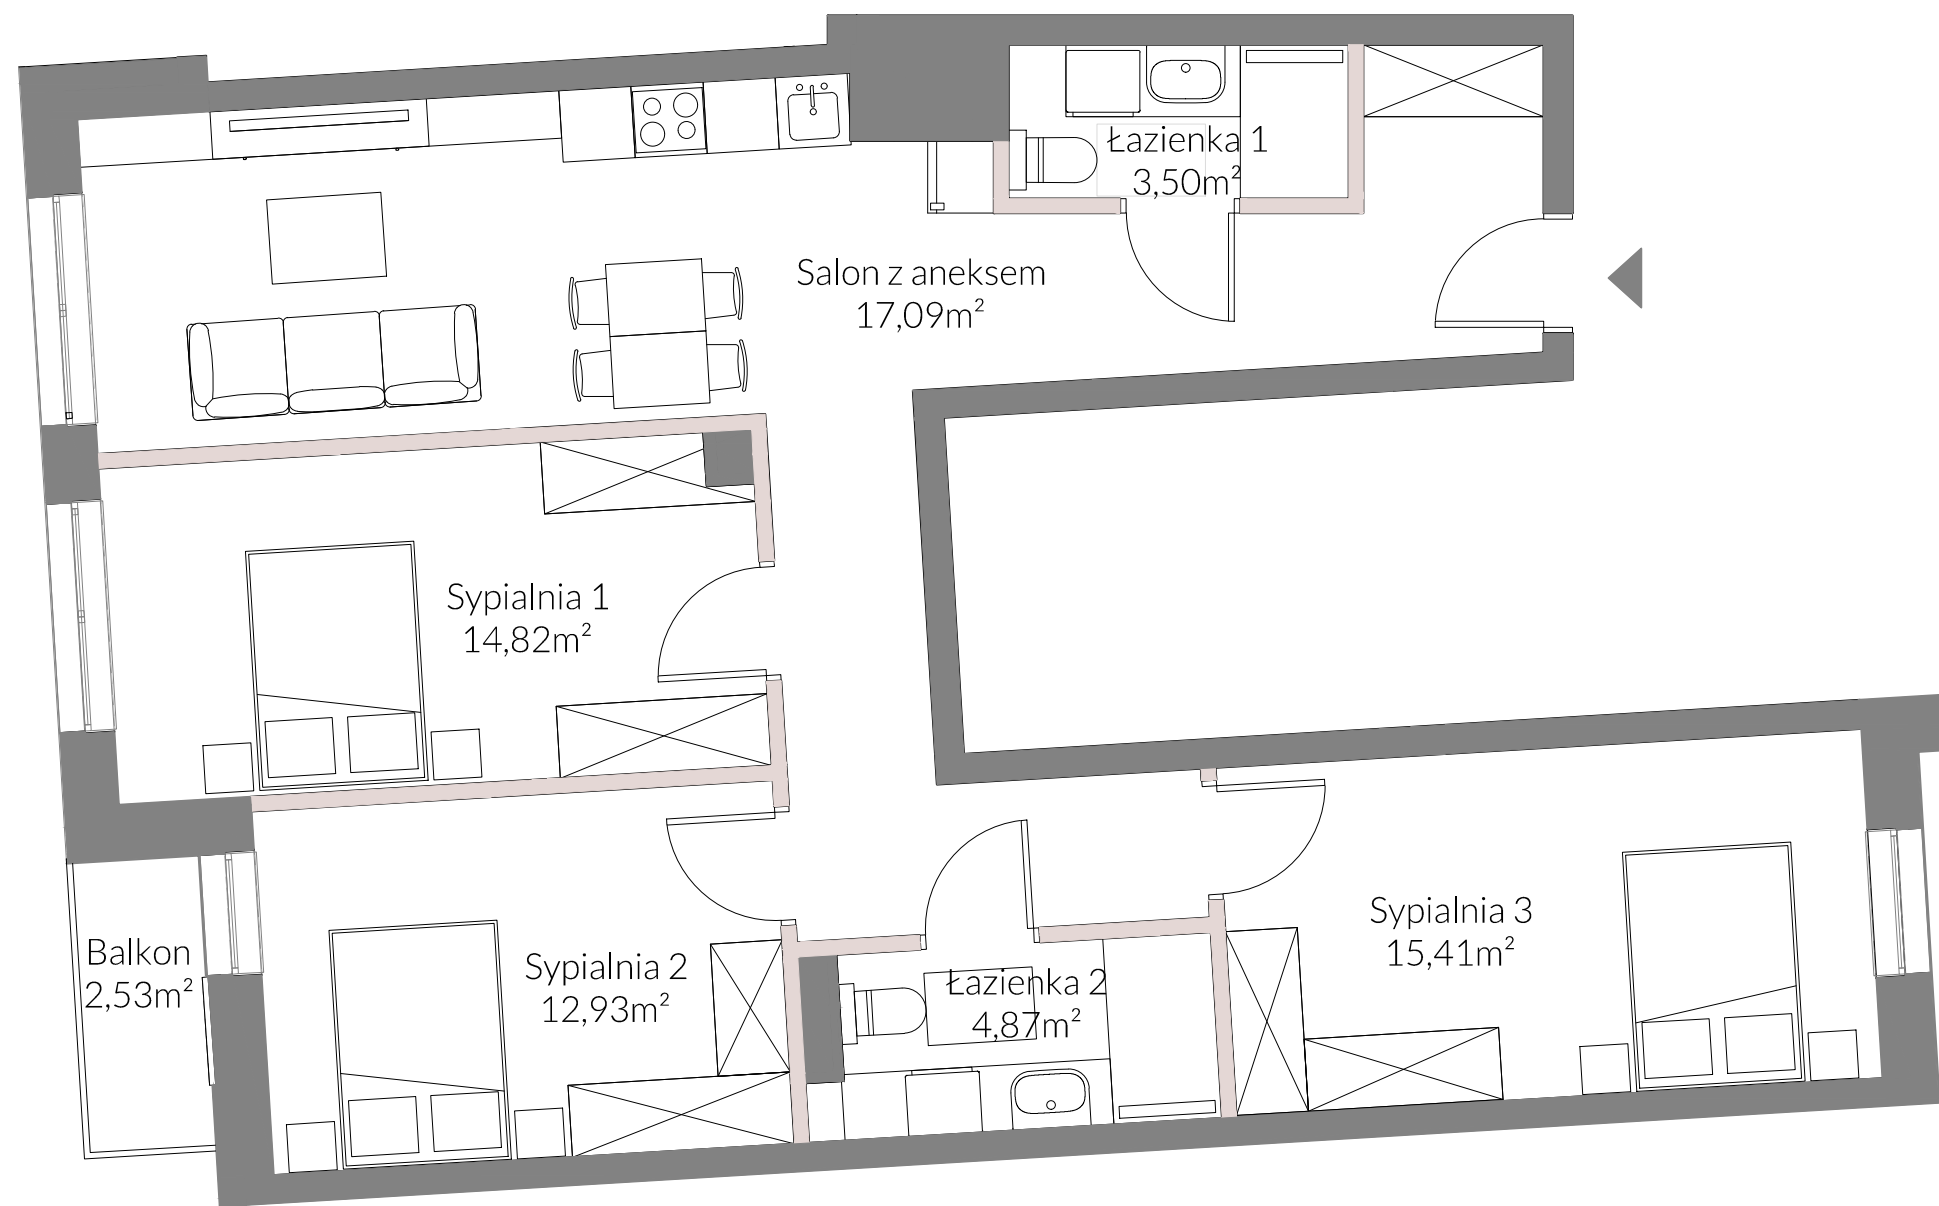 Łazienka 1
3,50m²
Salon z aneksem
17,09m²
Sypialnia 1
14,82m²
Sypialnia 3
15,41m²
Balkon
2,53m²
Sypialnia 2
12,93m²
Łazienka 2
4,87m²